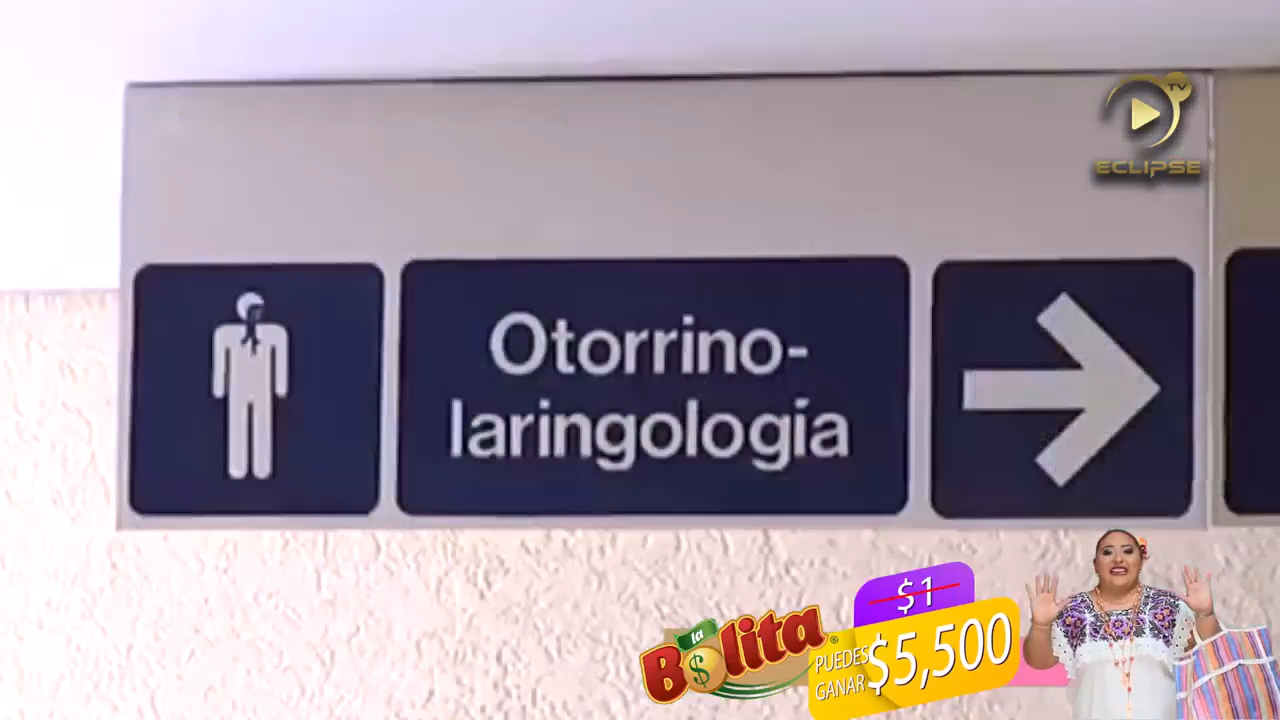 TV
ECLIPSE
Otorrino-
laringología
la
Bolita®
$1
PUEDES
GANAR
$5,500